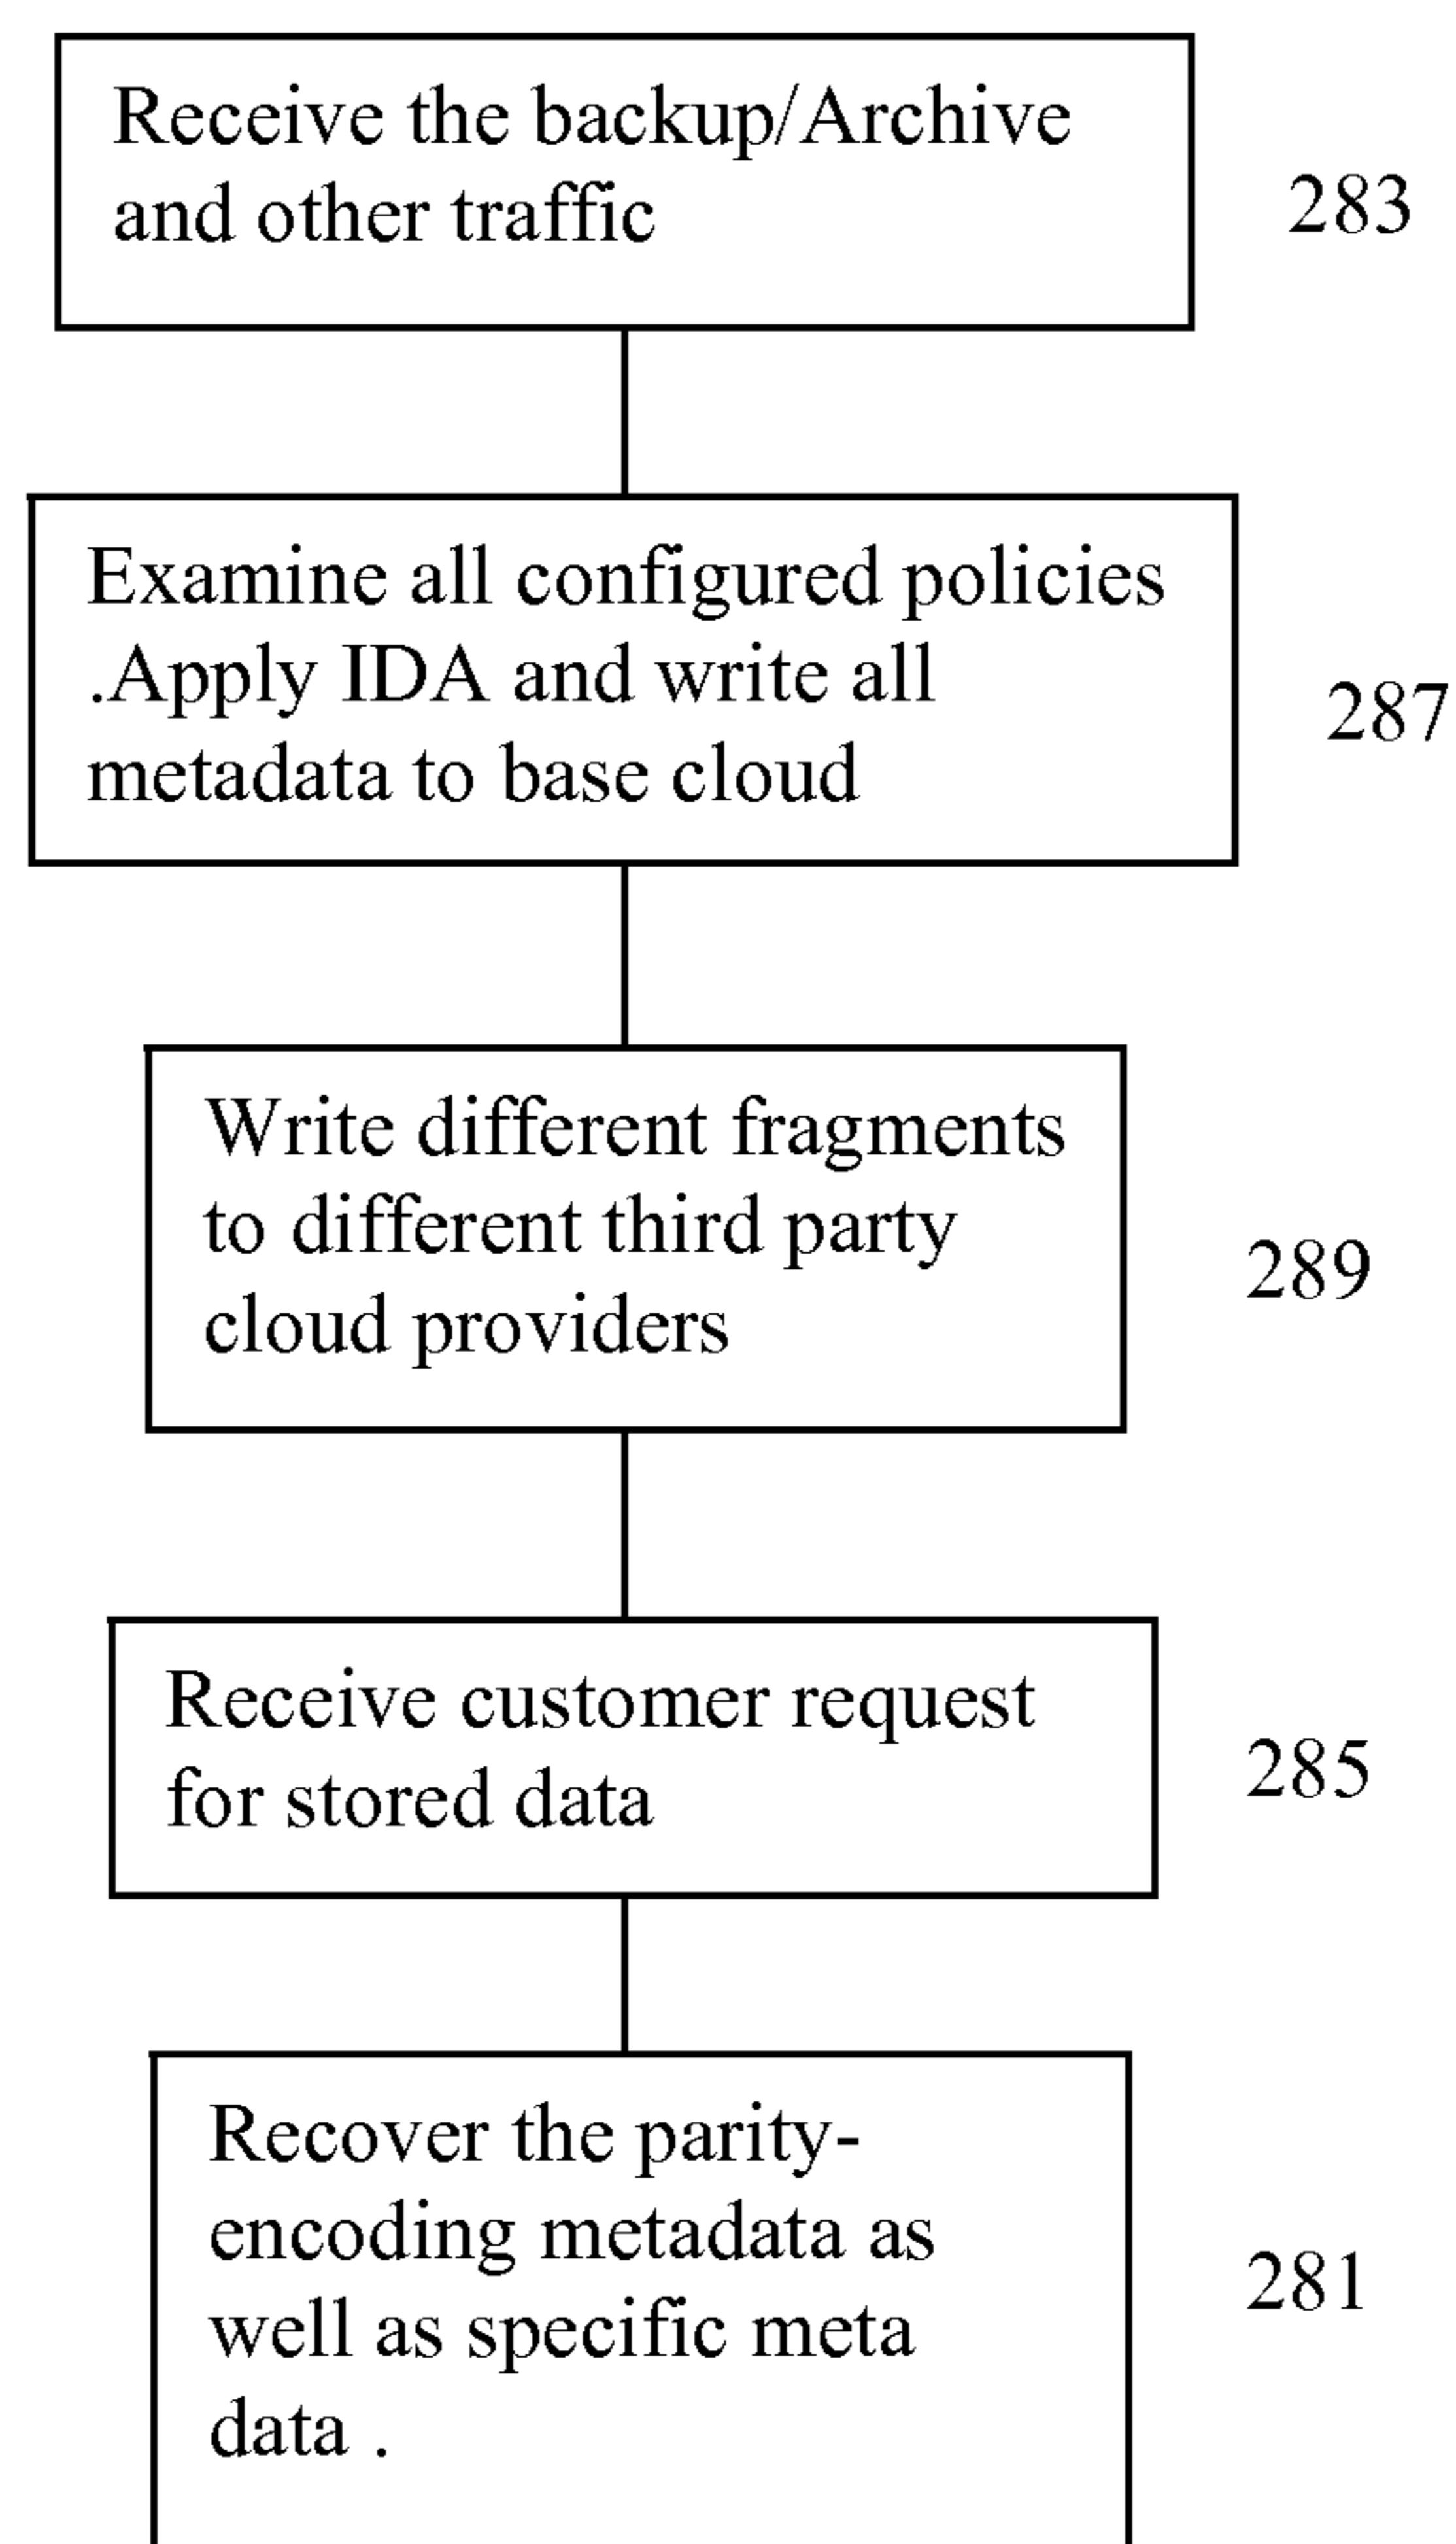 Receive the backup/Archive
and other traffic
283
Examine all configured policies
.Apply IDA and write all
metadata to base cloud
287
Write different fragments
to different third party
cloud providers
289
Receive customer request
for stored data
285
Recover the parity-
encoding metadata as
well as specific meta
data .
281